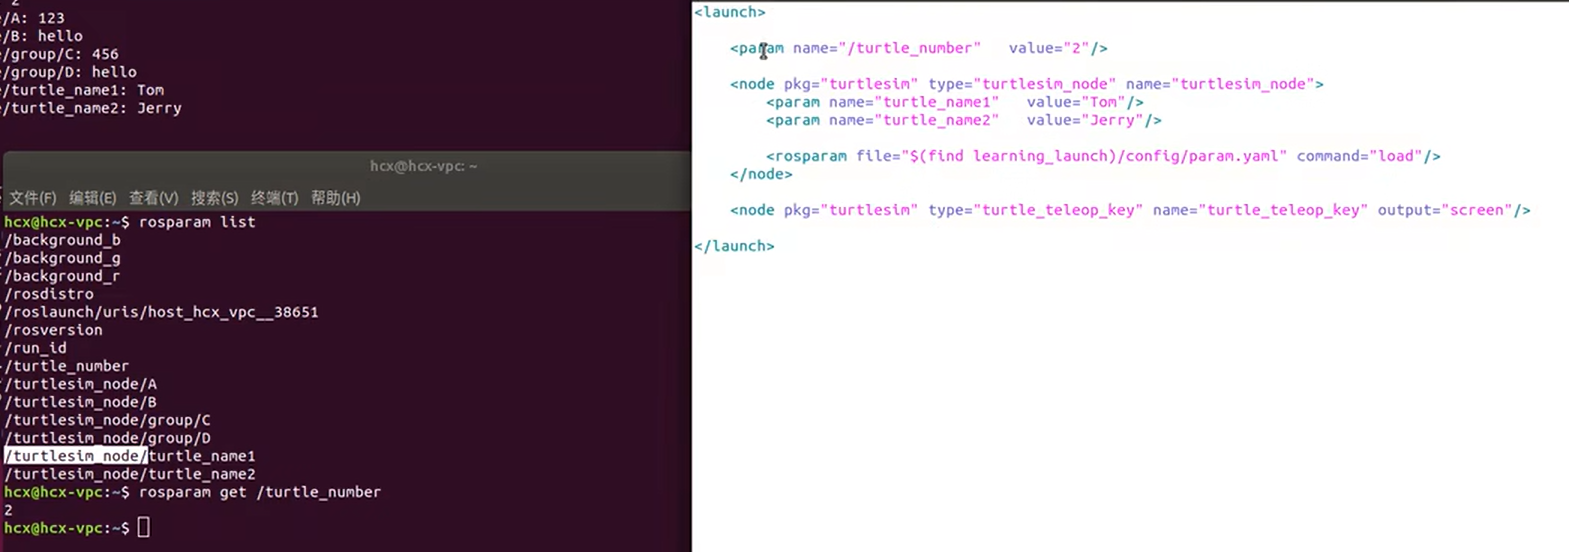 2
/A: 123
/B: hello
/group/C: 456
/group/D: hello
/turtle_name1: Tom
/turtle_name2: Jerry
hcx@hcx-vpc: ~
文件(F) 编辑(E) 查看(V) 搜索(S) 终端(T) 帮助(H)
hcx@hcx-vpc:~$ rosparam list
/background_b
/background_g
/background_r
/rosdistro
/roslaunch/uris/host_hcx_vpc__38651
/rosversion
/run_id
/turtle_number
/turtlesim_node/A
/turtlesim_node/B
/turtlesim_node/group/C
/turtlesim_node/group/D
/turtlesim_node/turtle_name1
/turtlesim_node/turtle_name2
hcx@hcx-vpc:~$ rosparam get /turtle_number
2
hcx@hcx-vpc:~$
<launch>
<param name="/turtle_number" value="2"/>
<node pkg="turtlesim" type="turtlesim_node" name="turtlesim_node">
<param name="turtle_name1" value="Tom"/>
<param name="turtle_name2" value="Jerry"/>
<rosparam file="$(find learning_launch)/config/param.yaml" command="load"/>
</node>
<node pkg="turtlesim" type="turtle_teleop_key" name="turtle_teleop_key" output="screen"/>
</launch>